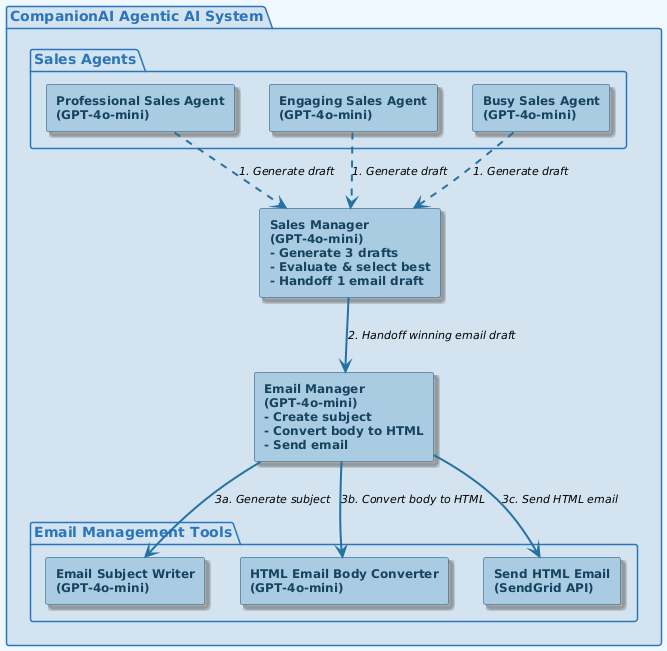 CompanionAI Agentic AI System
Sales Agents
Professional Sales Agent
(GPT-4o-mini)
Engaging Sales Agent
(GPT-4o-mini)
Busy Sales Agent
(GPT-4o-mini)
1. Generate draft
1. Generate draft
1. Generate draft
Sales Manager
(GPT-4o-mini)
- Generate 3 drafts
- Evaluate & select best
- Handoff 1 email draft
2. Handoff winning email draft
Email Manager
(GPT-4o-mini)
- Create subject
- Convert body to HTML
- Send email
3a. Generate subject
3b. Convert body to HTML
3c. Send HTML email
Email Management Tools
Email Subject Writer
(GPT-4o-mini)
HTML Email Body Converter
(GPT-4o-mini)
Send HTML Email
(SendGrid API)